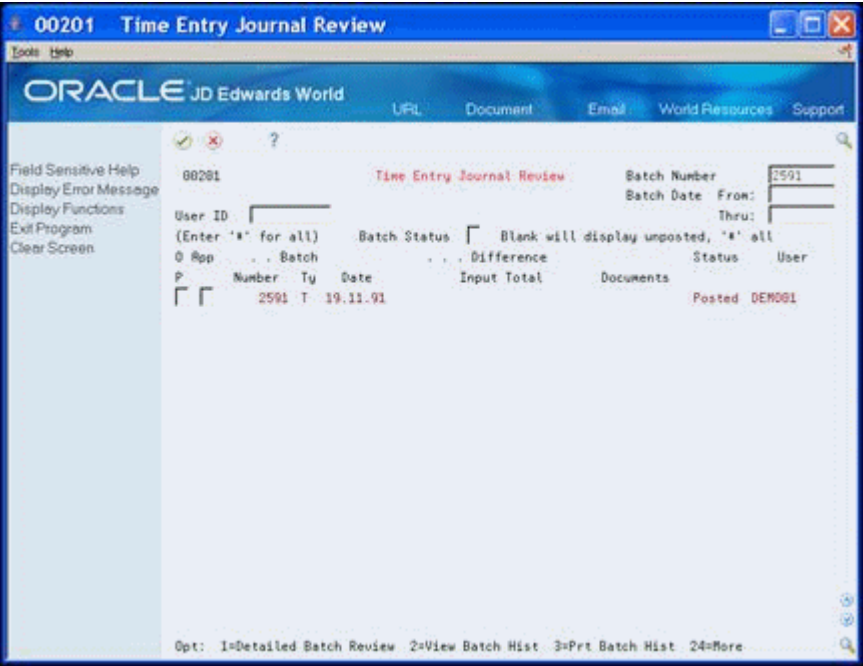 00201 Time Entry Journal Review
Tools Help
ORACLE JD Edwards World
URL Document Email World Resources Support
?
Field Sensitive Help
Display Error Message
Display Functions
Exit Program
Clear Screen
00201 Time Entry Journal Review Batch Number 2591
Batch Date From:
User ID Thru:
(Enter '*' for all) Batch Status Blank will display unposted, '*' all
O App . . Batch . . . Difference Status User
P Number Ty Date Input Total Documents
2591 T 19.11.91 Posted DEMO01
Opt: 1=Detailed Batch Review 2=View Batch Hist 3=Prt Batch Hist 24=More